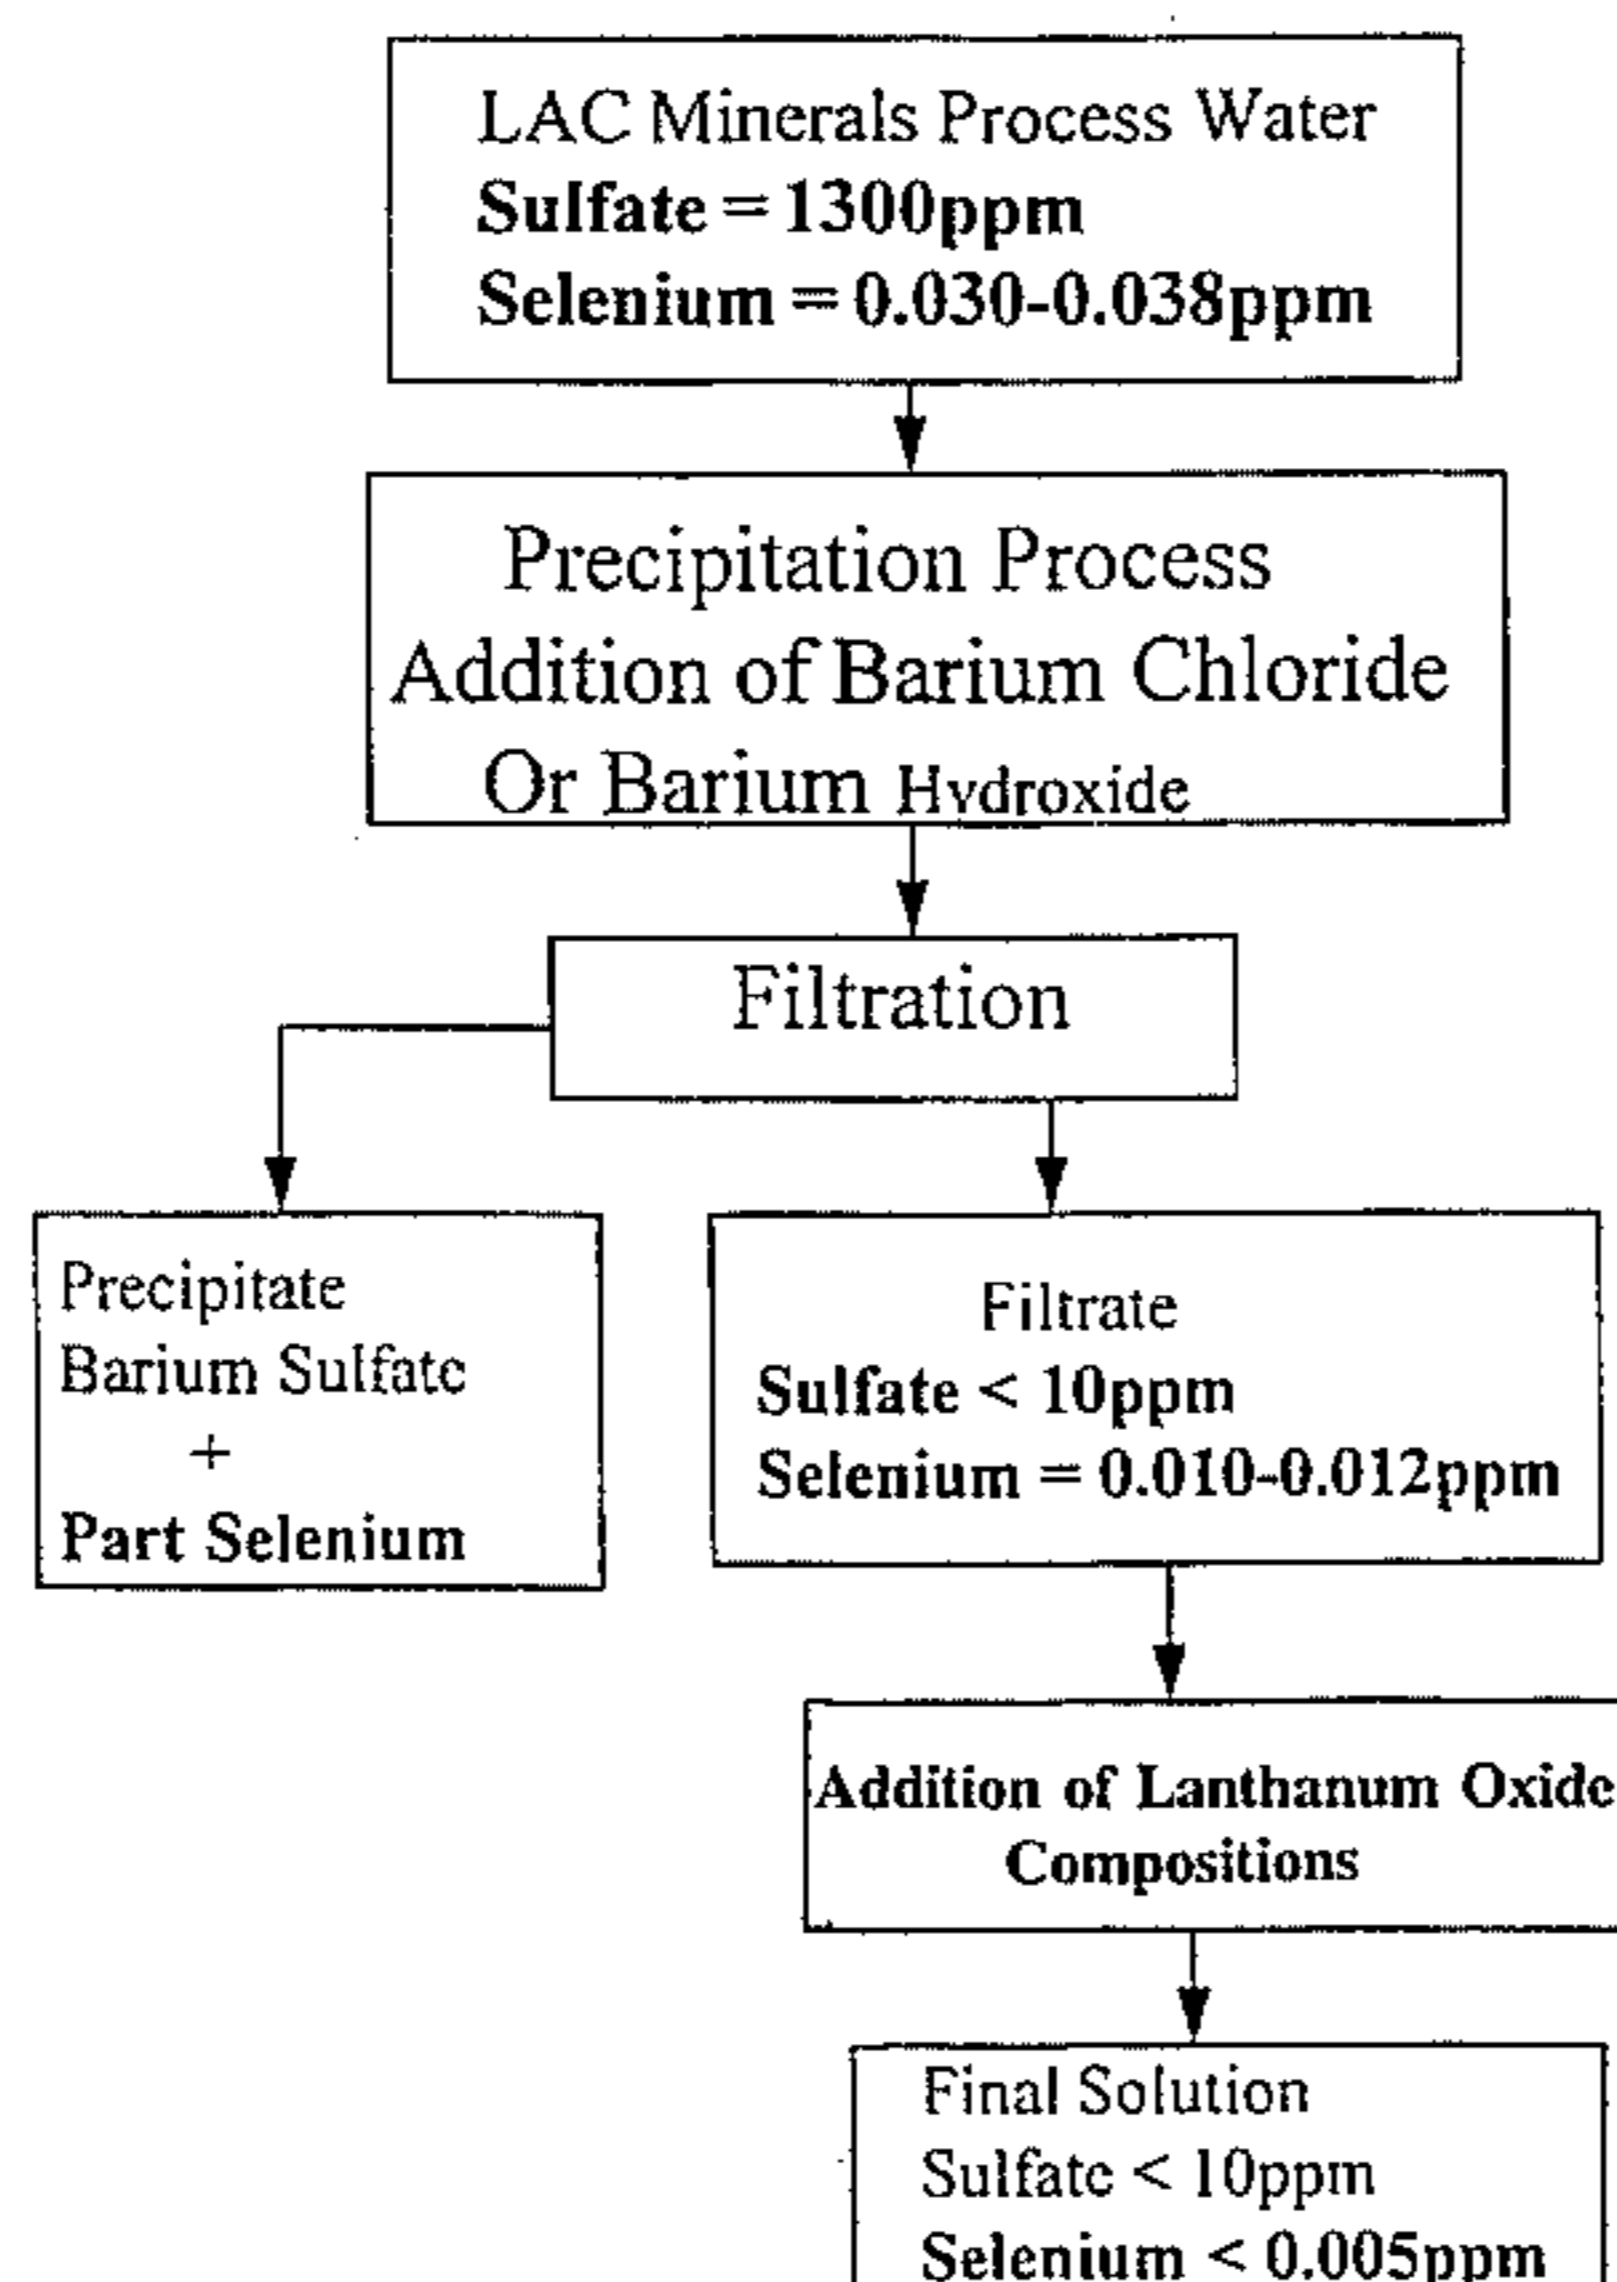 LAC Minerals Process Water
Sulfate = 1300ppm
Selenium = 0.030-0.038ppm
Precipitation Process
Addition of Barium Chloride
Or Barium Hydroxide
Filtration
Precipitate
Barium Sulfate
+
Part Selenium
Filtrate
Sulfate < 10ppm
Selenium = 0.010-0.012ppm
Addition of Lanthanum Oxide
Compositions
Final Solution
Sulfate < 10ppm
Selenium < 0.005ppm